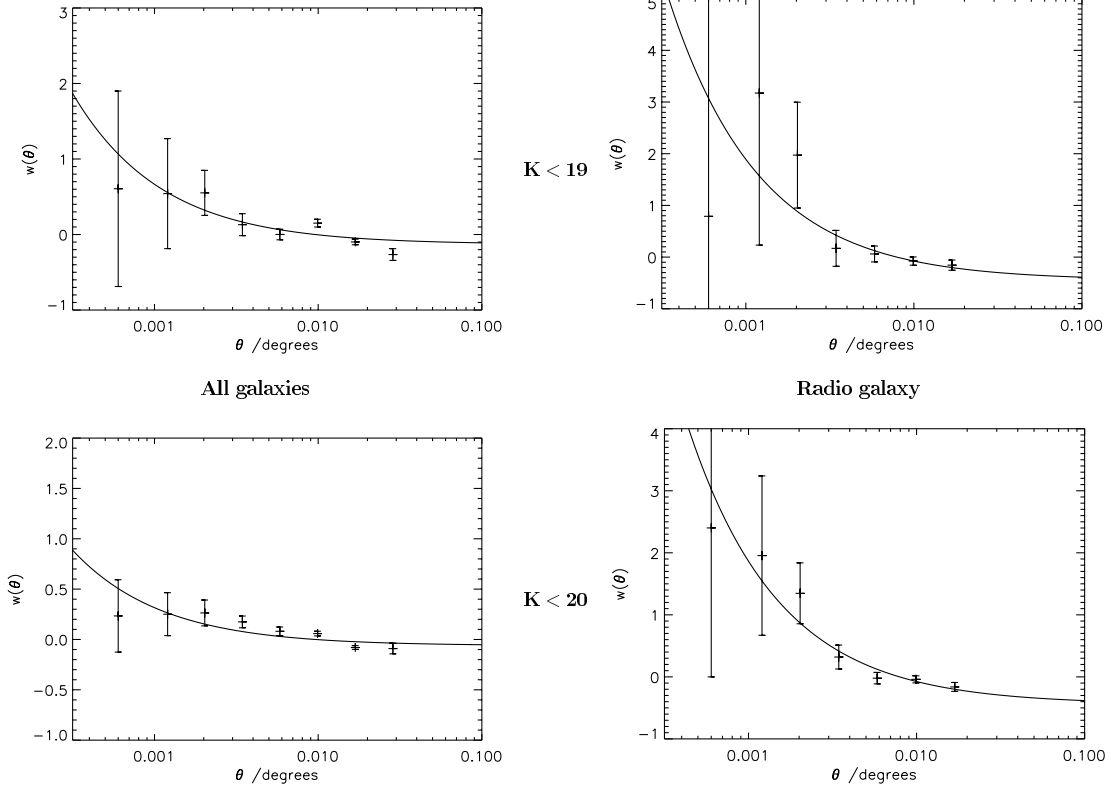 3
2
1
0
−1
w(θ)
0.001 0.010 0.100
θ /degrees
K < 19
5
4
3
2
1
0
−1
w(θ)
0.001 0.010 0.100
θ /degrees
All galaxies
Radio galaxy
2.0
1.5
1.0
0.5
0.0
−0.5
−1.0
w(θ)
0.001 0.010 0.100
θ /degrees
K < 20
4
3
2
1
0
−1
w(θ)
0.001 0.010 0.100
θ /degrees